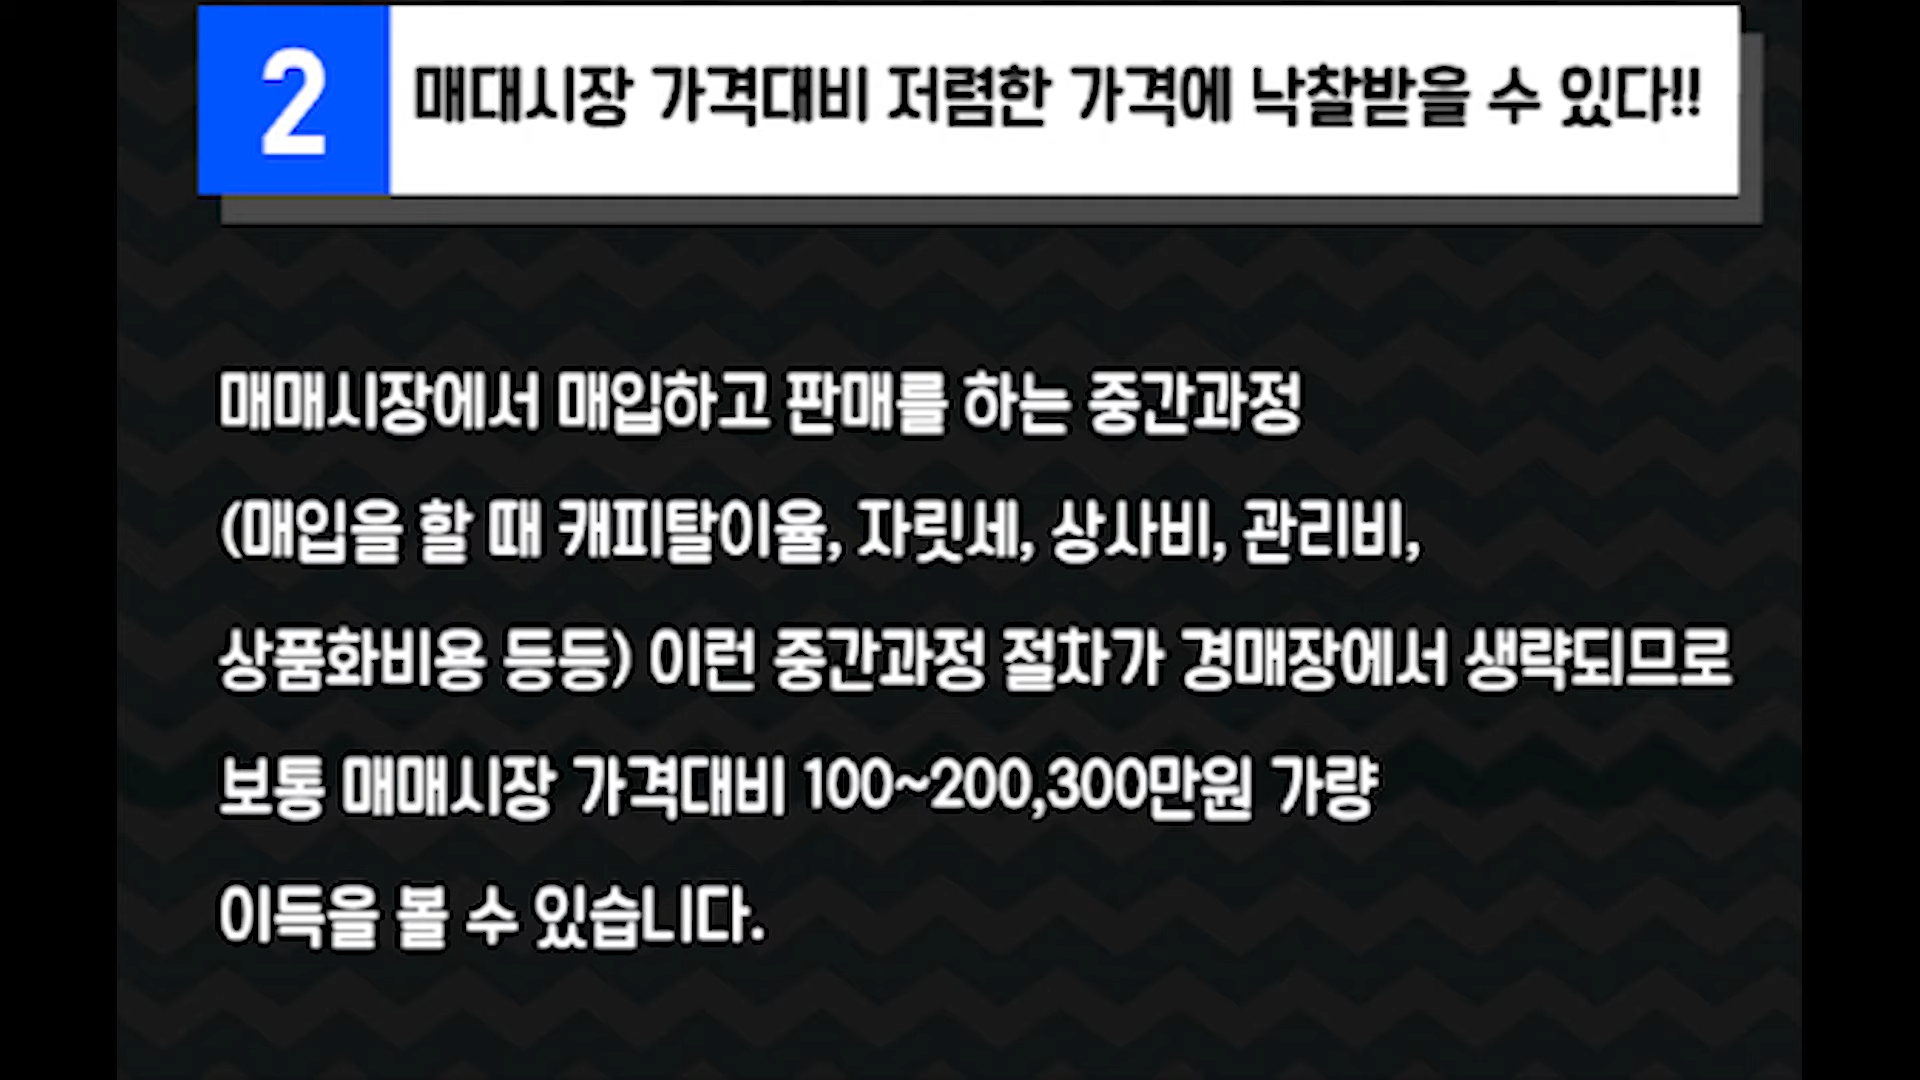 2
매대시장 가격대비 저렴한 가격에 낙찰받을 수 있다!!
매매시장에서 매입하고 판매를 하는 중간과정
(매입을 할 때 캐피탈이율, 자릿세, 상사비, 관리비,
상품화비용 등등) 이런 중간과정 절차가 경매장에서 생략되므로
보통 매매시장 가격대비 100~200,300만원 가량
이득을 볼 수 있습니다.